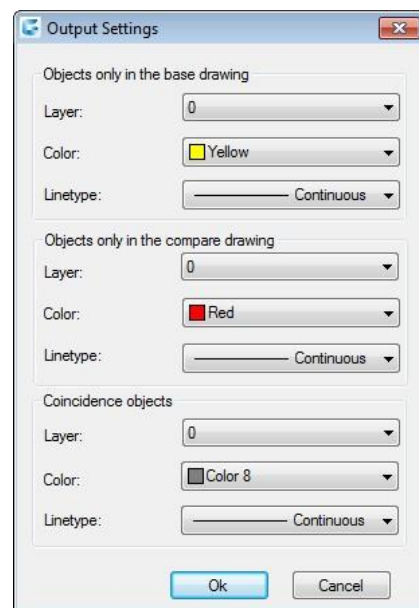 Output Settings
Objects only in the base drawing
Layer: 0
Color: Yellow
Linetype: Continuous
Objects only in the compare drawing
Layer: 0
Color: Red
Linetype: Continuous
Coincidence objects
Layer: 0
Color: Color 8
Linetype: Continuous
Ok Cancel